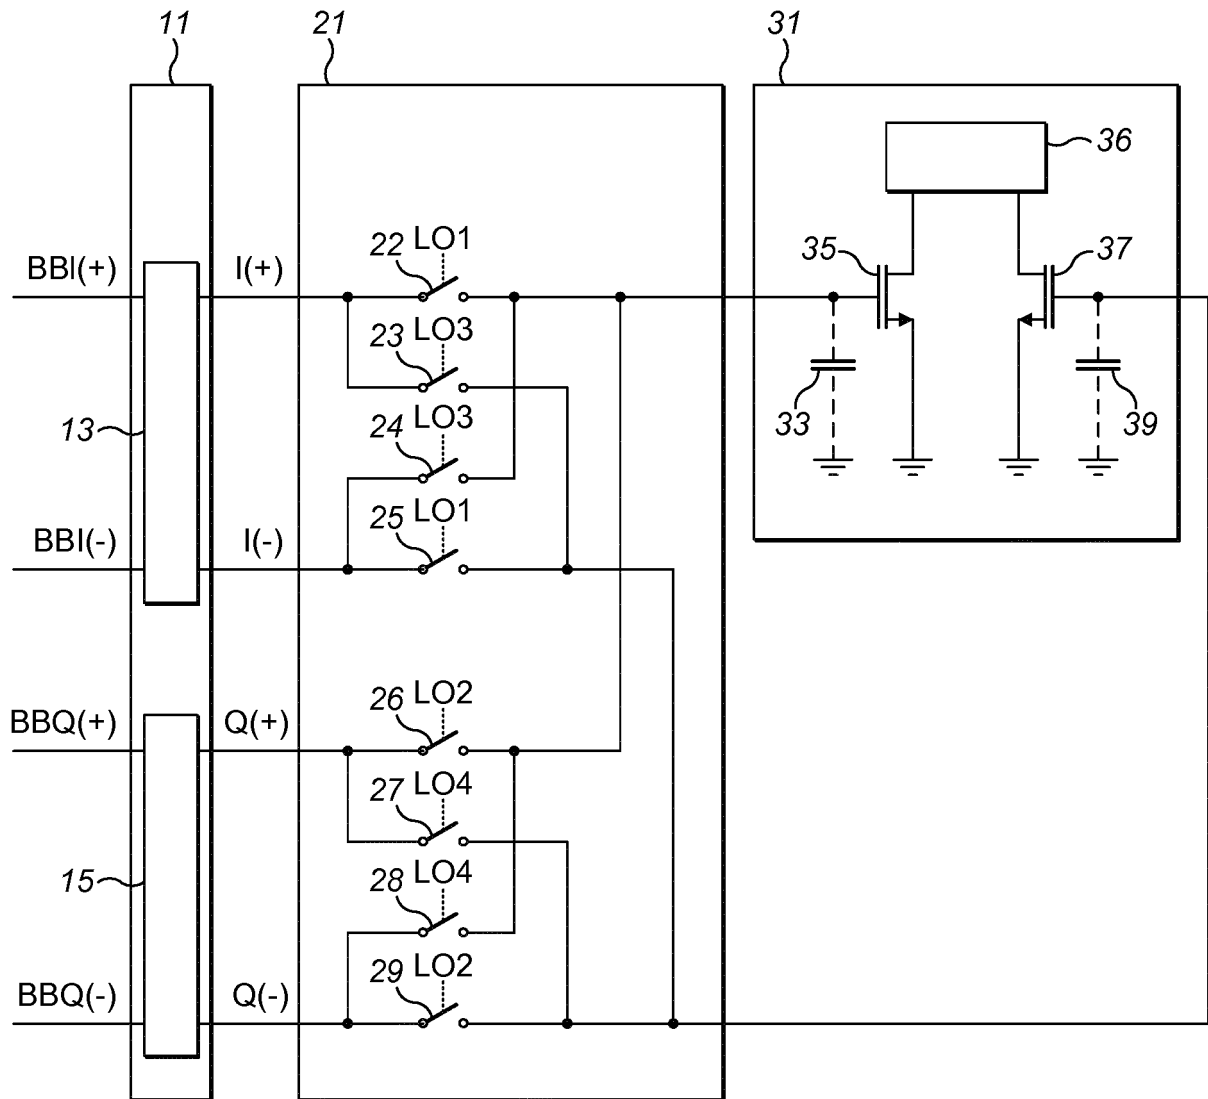 11
21
31
36
22 LO1
35
37
BBI(+)
I(+)
23 LO3
33
39
24 LO3
13
25 LO1
BBI(-)
I(-)
26 LO2
BBQ(+)
Q(+)
27 LO4
28 LO4
15
29 LO2
BBQ(-)
Q(-)